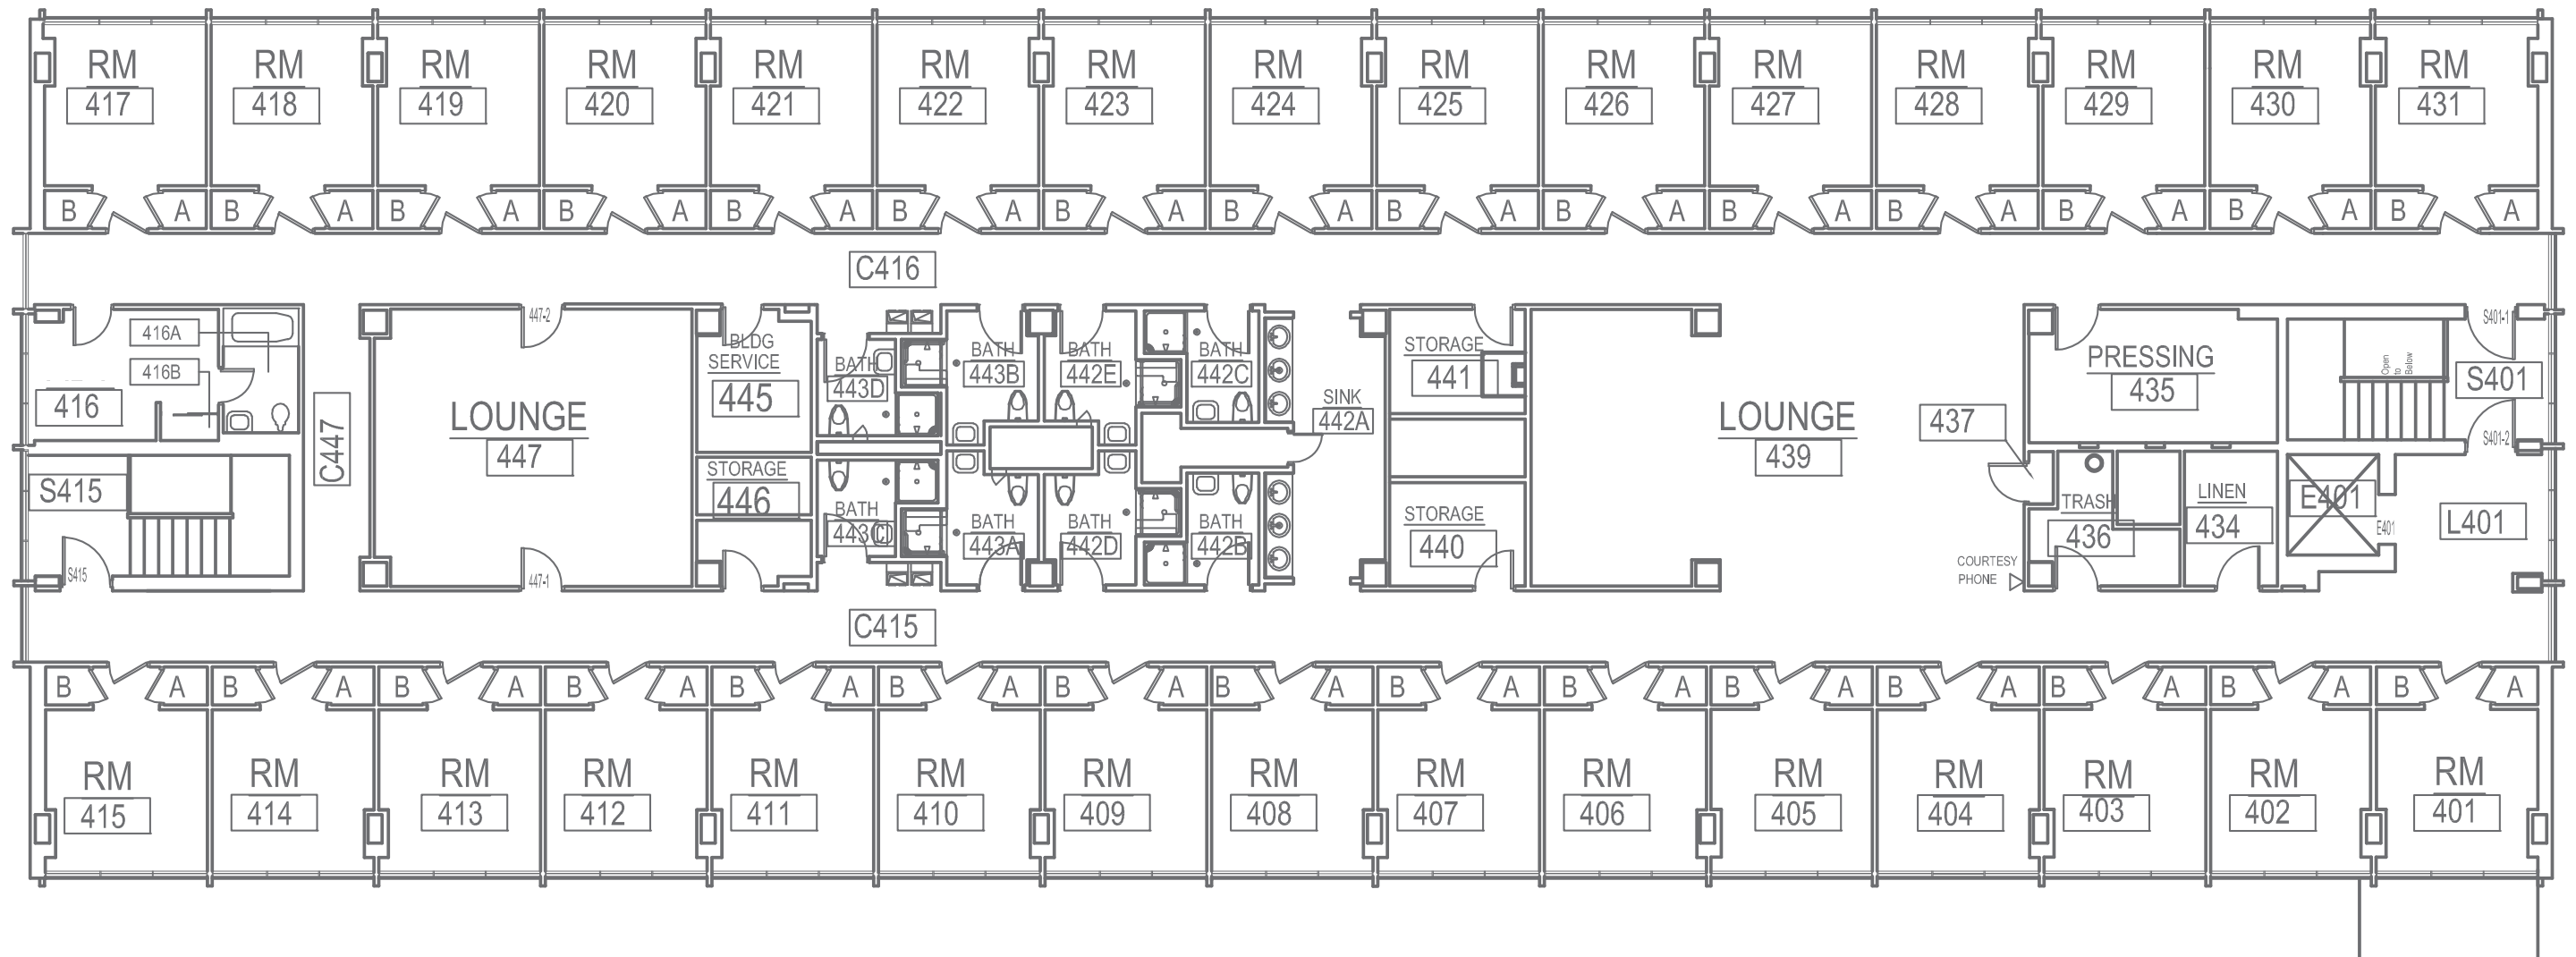 RM RM RM RM RM RM RM RM RM RM RM RM RM RM RM
417 418 419 420 421 422 423 424 425 426 427 428 429 430 431
B A B A B A B A B A B A B A B A B A B A B A B A B A B A B A
C416
416A
416B
416
447-2
LOUNGE
447
447-1
C447
S415
S415
BLDG
SERVICE
445
STORAGE
446
BATH
443D
BATH
443C
BATH
443B
BATH
443A
BATH
442E
BATH
442D
BATH
442C
BATH
442B
SINK
442A
STORAGE
441
STORAGE
440
LOUNGE
439
437
PRESSING
435
TRASH
436
LINEN
434
COURTESY
PHONE
Open
to
Below
S401-1
S401
S401-2
E401
E401
L401
C415
B A B A B A B A B A B A B A B A B A B A B A B A B A B A B A
RM RM RM RM RM RM RM RM RM RM RM RM RM RM RM
415 414 413 412 411 410 409 408 407 406 405 404 403 402 401